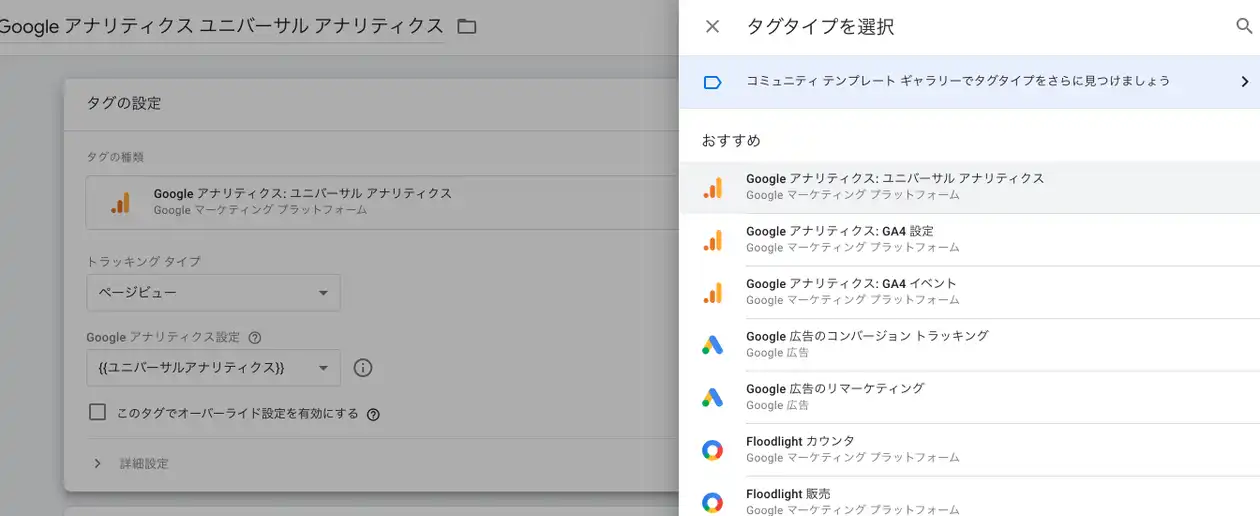 Google アナリティクス ユニバーサル アナリティクス
タグの設定
タグの種類
Google アナリティクス: ユニバーサル アナリティクス
Google マーケティング プラットフォーム
トラッキング タイプ
ページビュー
Google アナリティクス設定
{{ユニバーサルアナリティクス}}
このタグでオーバーライド設定を有効にする
詳細設定
タグタイプを選択
コミュニティ テンプレート ギャラリーでタグタイプをさらに見つけましょう
おすすめ
Google アナリティクス: ユニバーサル アナリティクス
Google マーケティング プラットフォーム
Google アナリティクス: GA4 設定
Google マーケティング プラットフォーム
Google アナリティクス: GA4 イベント
Google マーケティング プラットフォーム
Google 広告のコンバージョン トラッキング
Google 広告
Google 広告のリマーケティング
Google 広告
Floodlight カウンタ
Google マーケティング プラットフォーム
Floodlight 販売
Google マーケティング プラットフォーム